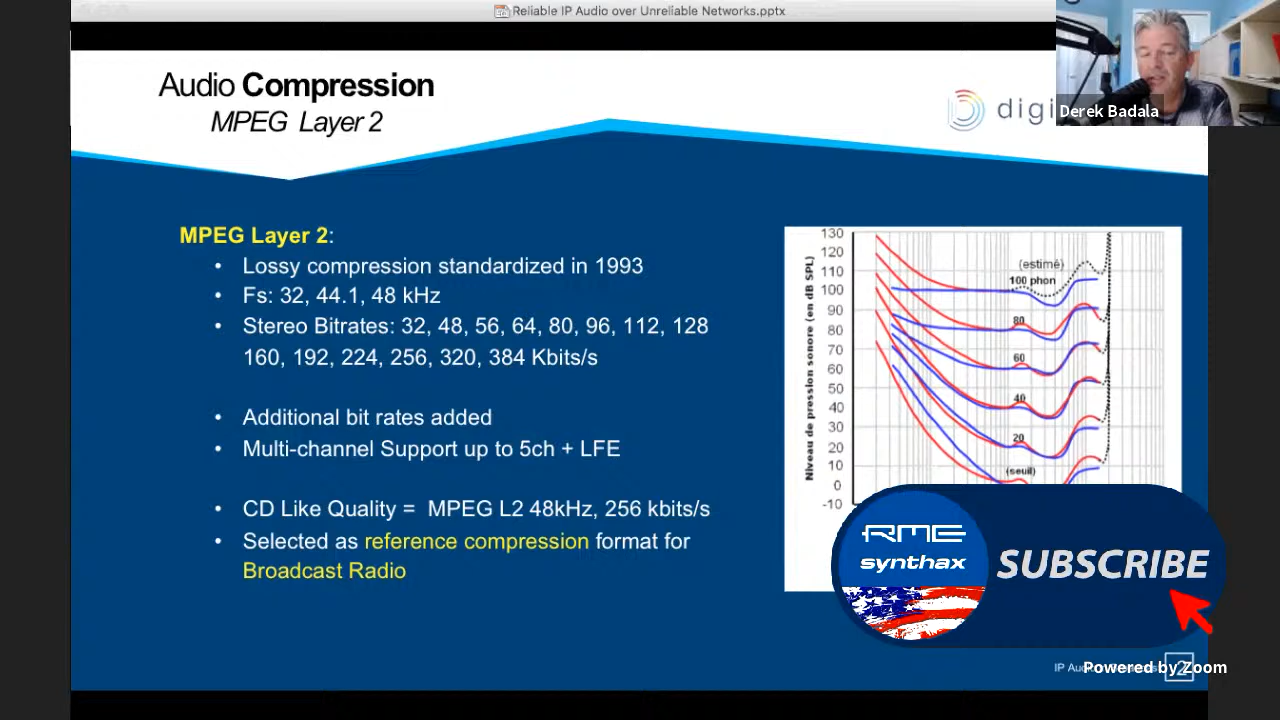 Reliable IP Audio over Unreliable Networks.pptx
Audio Compression
MPEG Layer 2
digi
Derek Badala
MPEG Layer 2:
• Lossy compression standardized in 1993
• Fs: 32, 44.1, 48 kHz
• Stereo Bitrates: 32, 48, 56, 64, 80, 96, 112, 128
160, 192, 224, 256, 320, 384 Kbits/s
• Additional bit rates added
• Multi-channel Support up to 5ch + LFE
• CD Like Quality = MPEG L2 48kHz, 256 kbits/s
• Selected as reference compression format for
Broadcast Radio
Niveau de pression sonore (en dB SPL)
130
120
110
100
90
80
70
60
50
40
30
20
10
0
-10
(estimé)
100 phon
80
60
40
20
(seuil)
RME
synthax
SUBSCRIBE
IP Au
Powered by Zoom
2